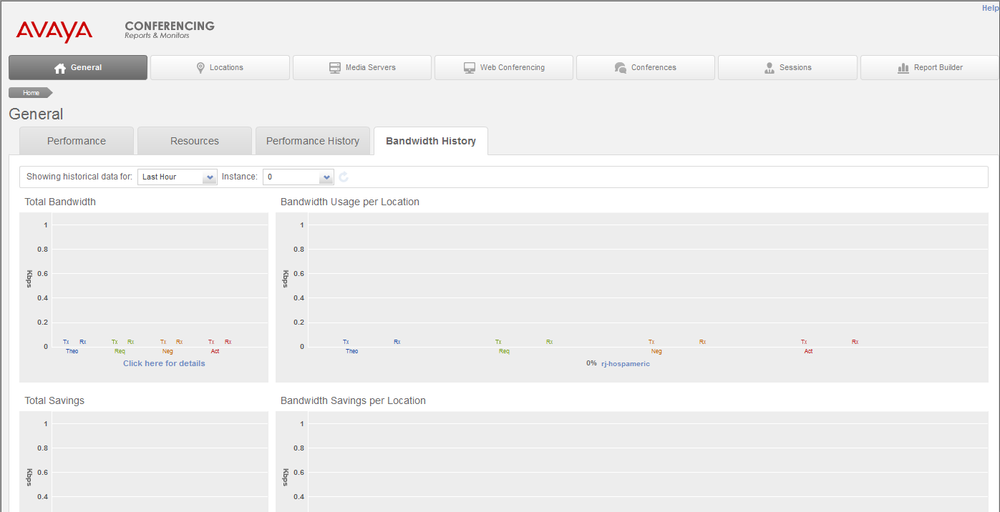 Help
AVAYA
CONFERENCING
Reports & Monitors
General
Locations
Media Servers
Web Conferencing
Conferences
Sessions
Report Builder
Home
General
Performance
Resources
Performance History
Bandwidth History
Showing historical data for: Last Hour Instance: 0
Total Bandwidth
1
0.8
0.6
0.4
0.2
0
Kbps
Tx Rx Tx Rx Tx Rx Tx Rx
Theo Req Neg Act
Click here for details
Bandwidth Usage per Location
1
0.8
0.6
0.4
0.2
0
Kbps
Tx Rx Tx Rx Tx Rx Tx Rx
Theo Req Neg Act
0% rj-hospameric
Total Savings
1
0.8
0.6
0.4
Kbps
Bandwidth Savings per Location
1
0.8
0.6
0.4
Kbps